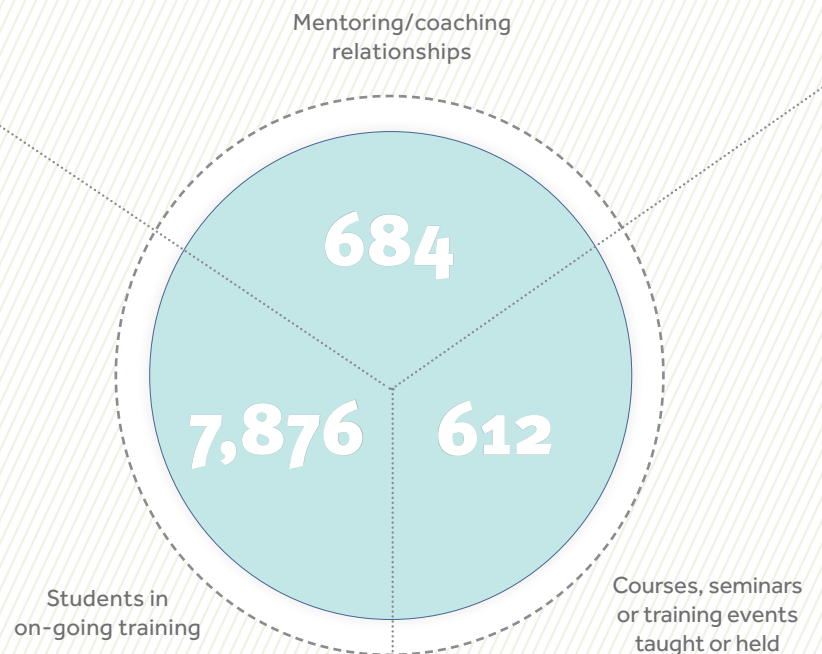 Mentoring/coaching
relationships
684
7,876
612
Students in
on-going training
Courses, seminars
or training events
taught or held